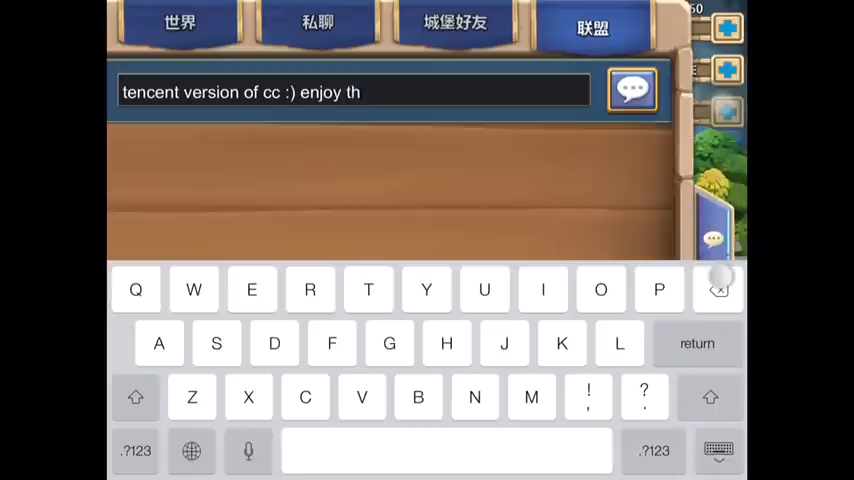 50
世界
私聊
城堡好友
联盟
tencent version of cc :) enjoy th
Q W E R T Y U I O P
A S D F G H J K L return
Z X C V B N M ! , ? .
.?123 .?123